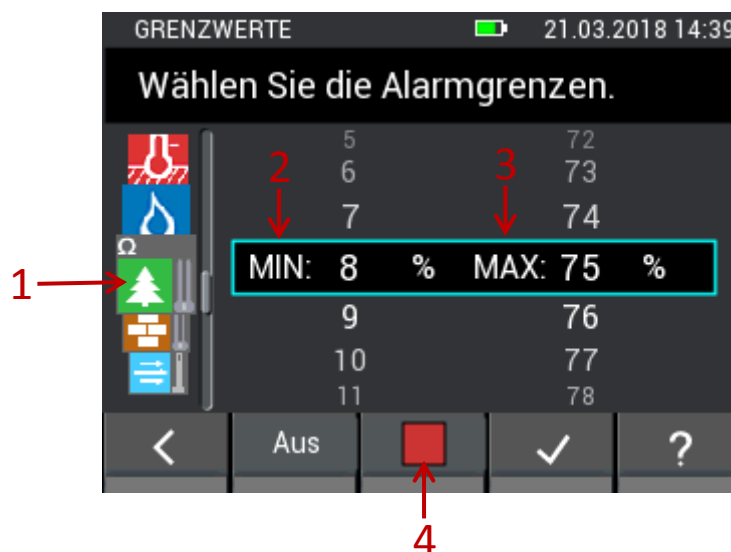 GRENZWERTE 21.03.2018 14:39
Wählen Sie die Alarmgrenzen.
5 72
2 6 3 73
7 74
Ω
1 MIN: 8 % MAX: 75 %
9 76
10 77
11 78
< Aus ?
4